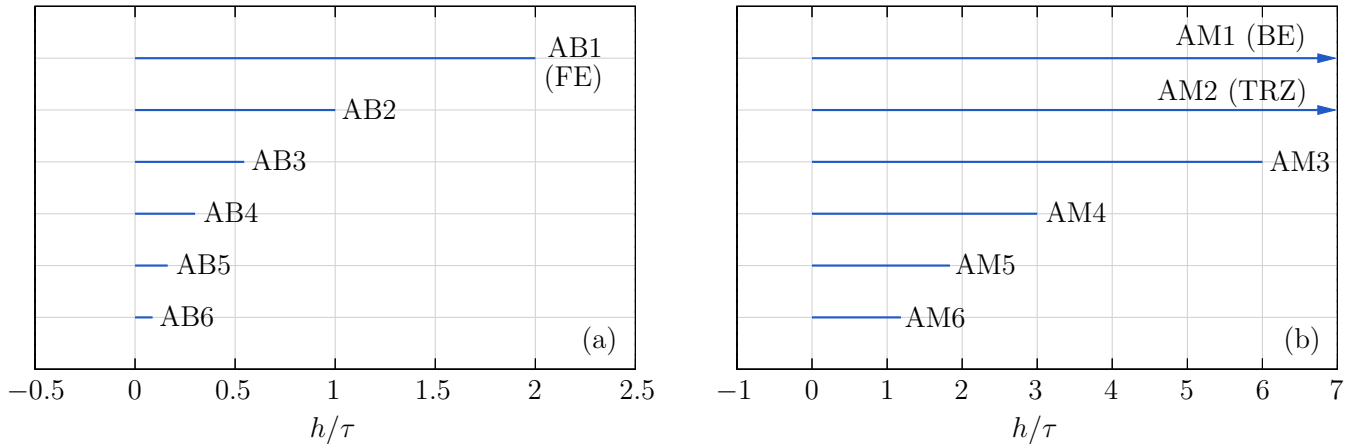 AB1
(FE)
AB2
AB3
AB4
AB5
AB6
(a)
−0.5 0 0.5 1 1.5 2 2.5
h/τ
AM1 (BE)
AM2 (TRZ)
AM3
AM4
AM5
AM6
(b)
−1 0 1 2 3 4 5 6 7
h/τ